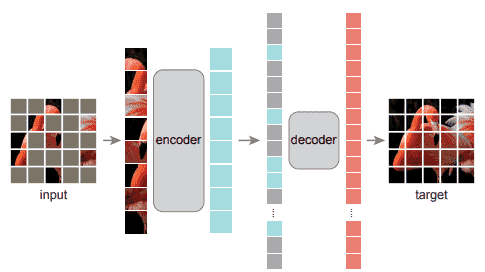 input
encoder
decoder
target